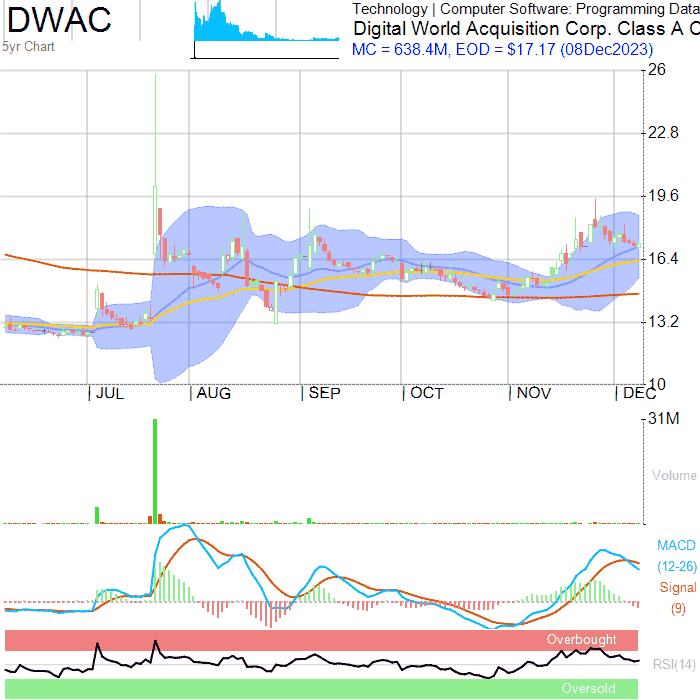 DWAC
5yr Chart
Technology | Computer Software: Programming Data
Digital World Acquisition Corp. Class A C
MC = 638.4M, EOD = $17.17 (08Dec2023)
26
22.8
19.6
16.4
13.2
10
JUL AUG SEP OCT NOV DEC
31M
Volume
MACD
(12-26)
Signal
(9)
Overbought
RSI(14)
Oversold